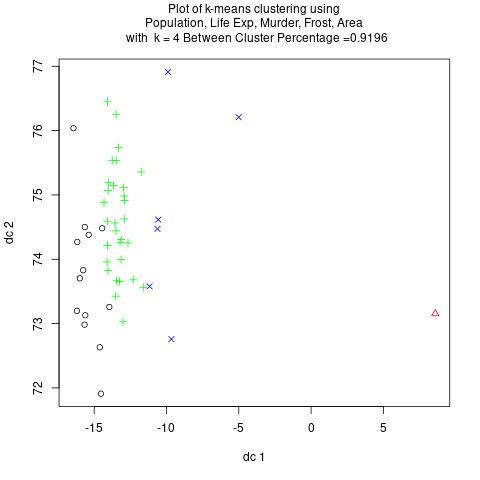 Plot of k-means clustering using
Population, Life Exp, Murder, Frost, Area
with k = 4 Between Cluster Percentage =0.9196
77
76
75
74
73
72
dc 2
-15 -10 -5 0 5
dc 1